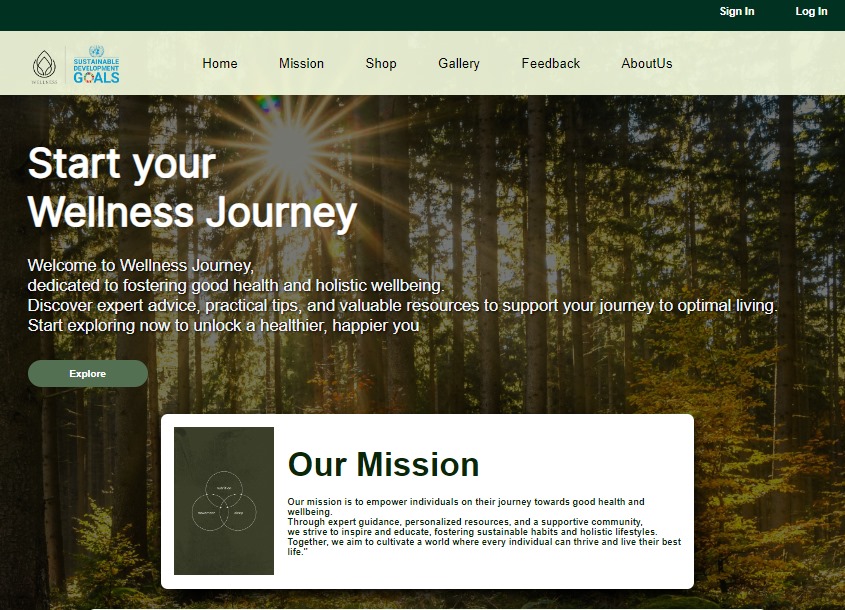 Sign In Log In
WELLNESS
SUSTAINABLE
DEVELOPMENT
GOALS
Home Mission Shop Gallery Feedback AboutUs
Start your
Wellness Journey
Welcome to Wellness Journey,
dedicated to fostering good health and holistic wellbeing.
Discover expert advice, practical tips, and valuable resources to support your journey to optimal living.
Start exploring now to unlock a healthier, happier you
Explore
Our Mission
Our mission is to empower individuals on their journey towards good health and
wellbeing.
Through expert guidance, personalized resources, and a supportive community,
we strive to inspire and educate, fostering sustainable habits and holistic lifestyles.
Together, we aim to cultivate a world where every individual can thrive and live their best
life."